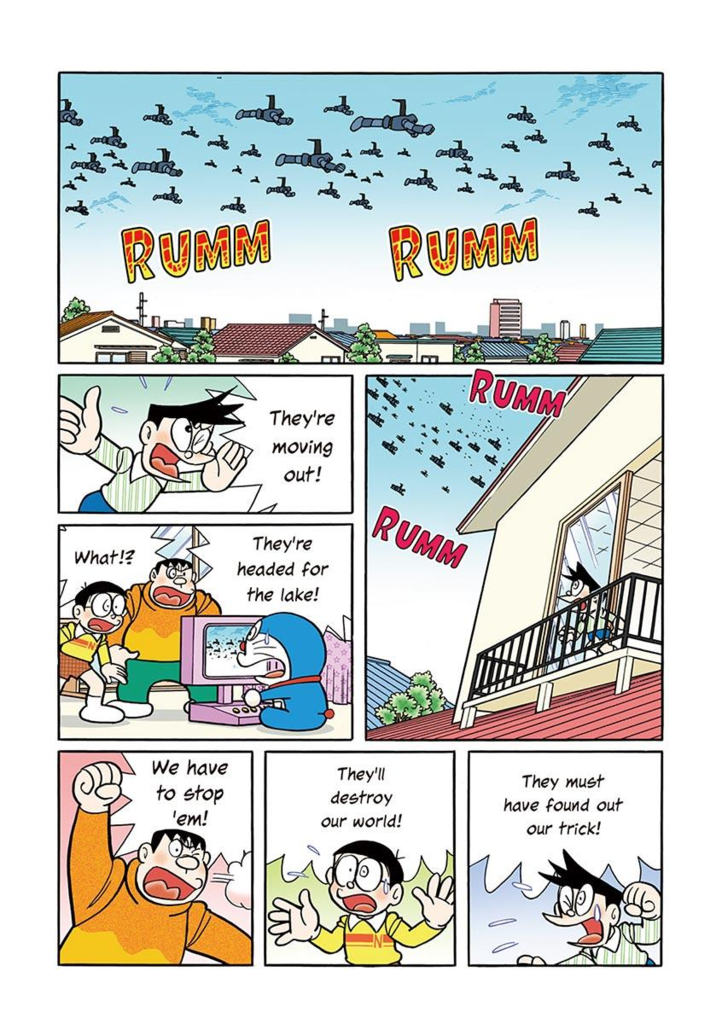 RUMM
RUMM
RUMM
RUMM
They're
moving
out!
They're
headed for
the lake!
What!?
N
They must
have found out
our trick!
They'll
destroy
our world!
N
We have
to stop
'em!